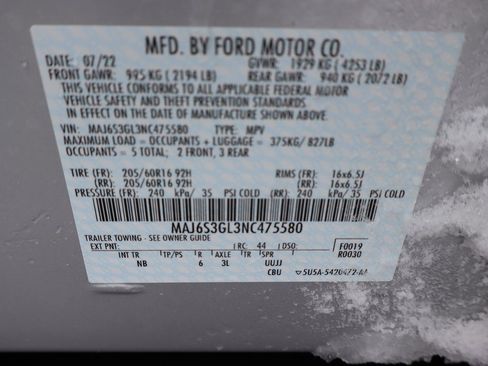 MFD. BY FORD MOTOR CO.
DATE: 07/22 GVWR: 1929 KG ( 4253 LB)
FRONT GAWR: 995 KG ( 2194 LB) REAR GAWR: 940 KG (2072 LB)
THIS VEHICLE CONFORMS TO ALL APPLICABLE FEDERAL MOTOR
VEHICLE SAFETY AND THEFT PREVENTION STANDARDS
IN EFFECT ON THE DATE OF MANUFACTURE SHOWN ABOVE.
VIN: MAJ6S3GL3NC475580 TYPE: MPV
MAXIMUM LOAD = OCCUPANTS + LUGGAGE = 375KG/ 827LB
OCCUPANTS = 5 TOTAL; 2 FRONT, 3 REAR
TIRE (FR): 205/60R16 92H RIMS (FR): 16x6.5J
(RR): 205/60R16 92H (RR): 16x6.5J
PRESSURE (FR): 240 kPa/ 35 PSI COLD (RR): 240 kPa/ 35 PSI COLD
MAJ6S3GL3NC475580
TRAILER TOWING - SEE OWNER GUIDE
EXT PNT: RC: 44 DSO: F0019
R0030
INT TR TP/PS R AXLE TR SPR
NB 6 3L UUJJ
CBU